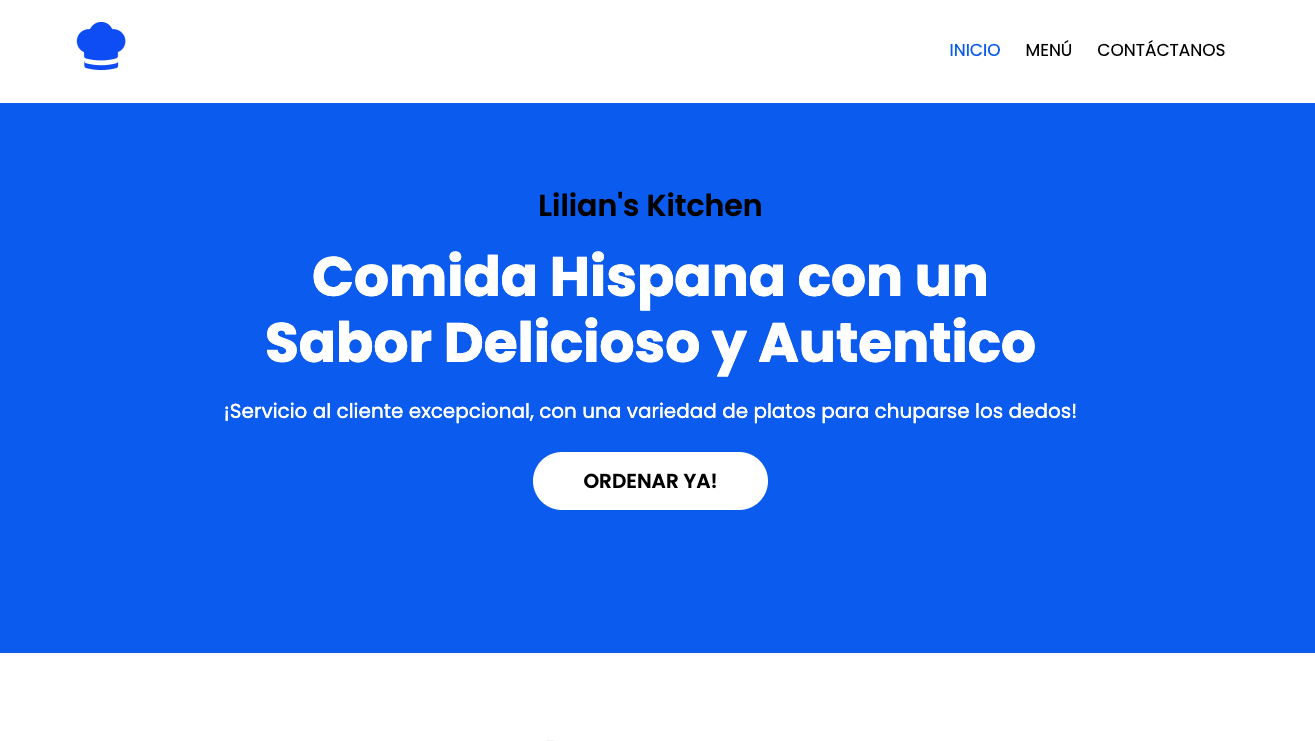 INICIO MENÚ CONTÁCTANOS
Lilian's Kitchen
Comida Hispana con un
Sabor Delicioso y Autentico
¡Servicio al cliente excepcional, con una variedad de platos para chuparse los dedos!
ORDENAR YA!